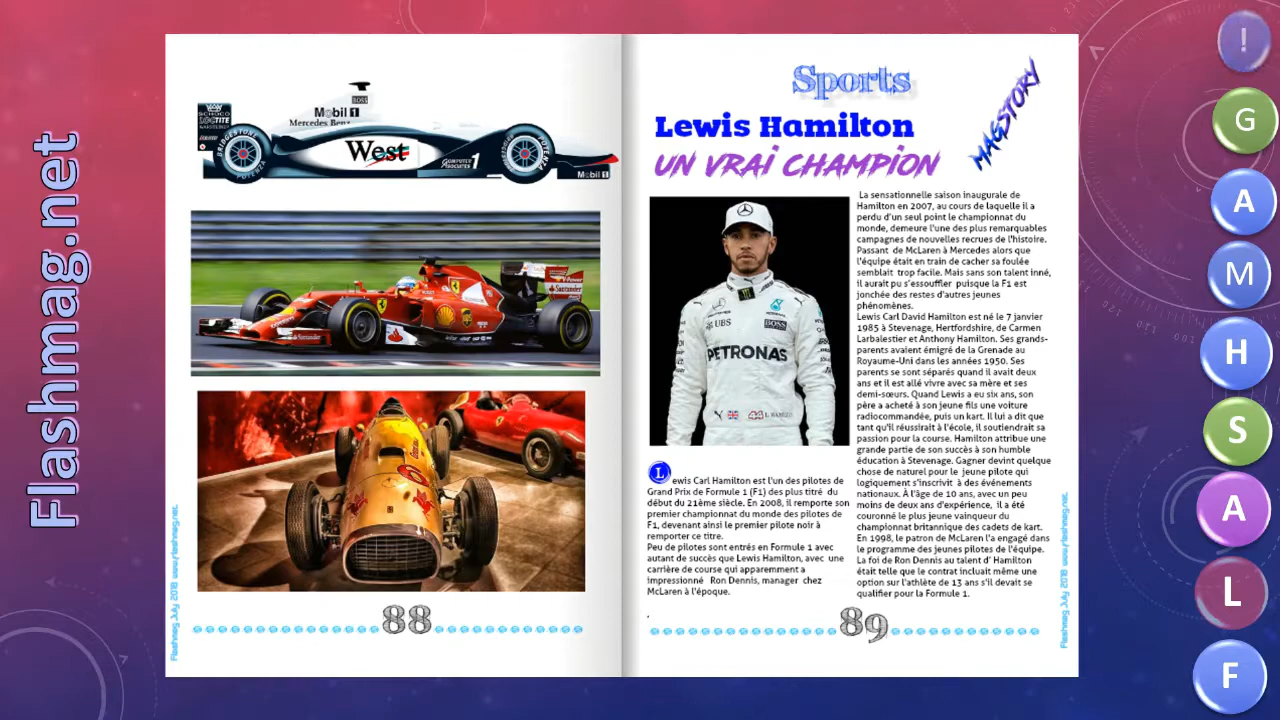 Flashmag.net
SCHÜCO
LOCTITE
BOSS
Mobil 1
Mercedes Benz
West
BRIDGESTONE
POTENZA
COMPUTER
ASSOCIATES
1
POTENZA
Mobil 1
Santander
6
88
Flashmag July 2018 www.flashmag.net
Sports
MAGSTORY
Lewis Hamilton
UN VRAI CHAMPION
UBS
BOSS
PETRONAS
Lewis Carl Hamilton est l'un des pilotes de
Grand Prix de Formule 1 (F1) des plus titré du
début du 21ème siècle. En 2008, il remporte son
premier championnat du monde des pilotes de
F1, devenant ainsi le premier pilote noir à
remporter ce titre.
Peu de pilotes sont entrés en Formule 1 avec
autant de succès que Lewis Hamilton, avec une
carrière de course qui apparemment a
impressionné Ron Dennis, manager chez
McLaren à l'époque.
La sensationnelle saison inaugurale de
Hamilton en 2007, au cours de laquelle il a
perdu d'un seul point le championnat du
monde, demeure l'une des plus remarquables
campagnes de nouvelles recrues de l'histoire.
Passant de McLaren à Mercedes alors que
l'équipe était en train de cacher sa foulée
semblait trop facile. Mais sans son talent inné,
il aurait pu s'essouffler puisque la F1 est
jonchée des restes d'autres jeunes
phénomènes.
Lewis Carl David Hamilton est né le 7 janvier
1985 à Stevenage, Hertfordshire, de Carmen
Larbalestier et Anthony Hamilton. Ses grands-
parents avaient émigré de la Grenade au
Royaume-Uni dans les années 1950. Ses
parents se sont séparés quand il avait deux
ans et il est allé vivre avec sa mère et ses
demi-sœurs. Quand Lewis a eu six ans, son
père a acheté à son jeune fils une voiture
radiocommandée, puis un kart. Il lui a dit que
tant qu'il réussirait à l'école, il soutiendrait sa
passion pour la course. Hamilton attribue une
grande partie de son succès à son humble
éducation à Stevenage. Gagner devint quelque
chose de naturel pour le jeune pilote qui
logiquement s'inscrivit à des événements
nationaux. À l'âge de 10 ans, avec un peu
moins de deux ans d'expérience, il a été
couronné le plus jeune vainqueur du
championnat britannique des cadets de kart.
En 1998, le patron de McLaren l'a engagé dans
le programme des jeunes pilotes de l'équipe.
La foi de Ron Dennis au talent d' Hamilton
était telle que le contrat incluait même une
option sur l'athlète de 13 ans s'il devait se
qualifier pour la Formule 1.
89
Flashmag July 2018 www.flashmag.net
!
G
A
M
H
S
A
L
F